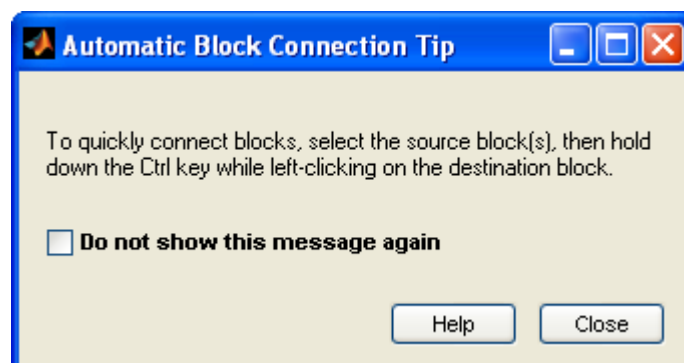 Automatic Block Connection Tip
To quickly connect blocks, select the source block(s), then hold
down the Ctrl key while left-clicking on the destination block.
Do not show this message again
Help Close